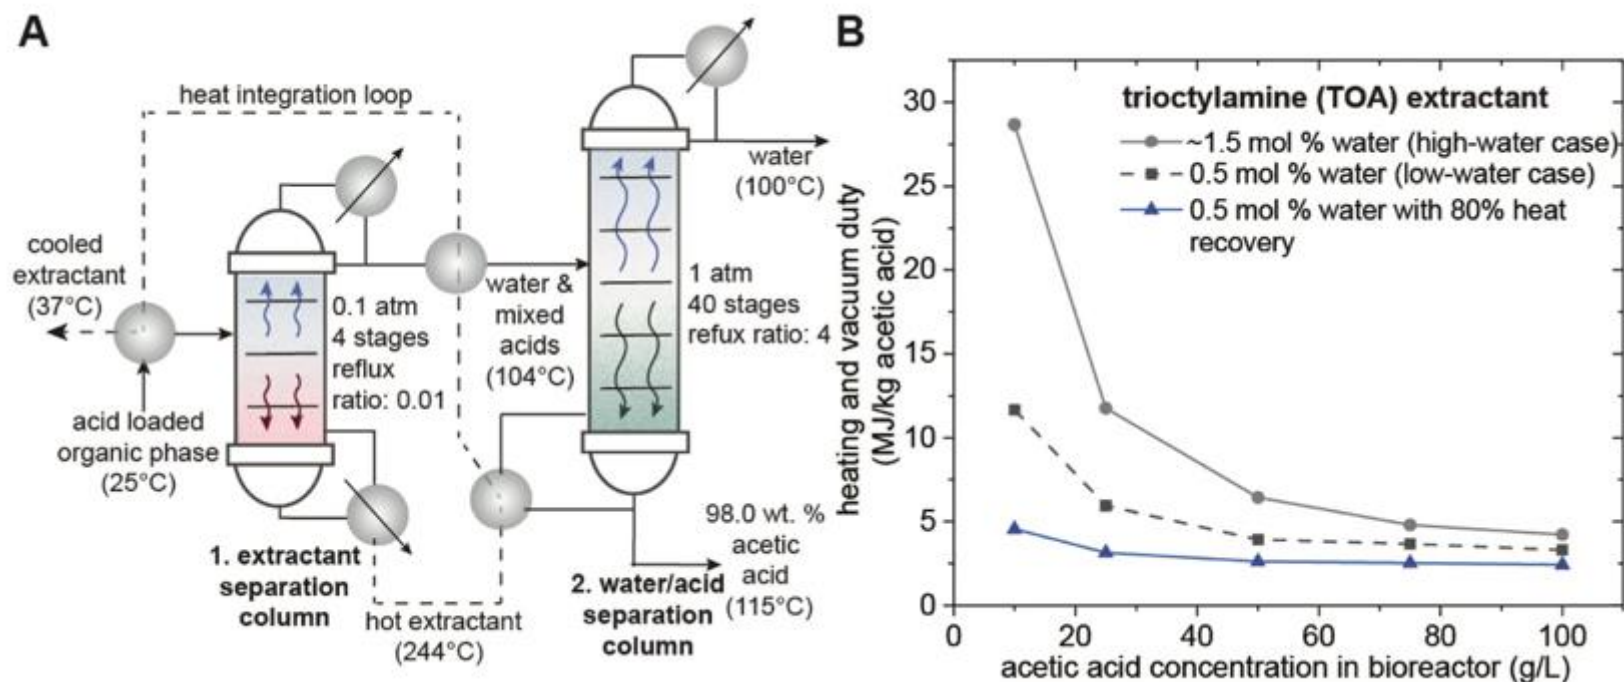 A
heat integration loop
cooled
extractant
(37°C)
acid loaded
organic phase
(25°C)
0.1 atm
4 stages
reflux
ratio: 0.01
1. extractant
separation
column
hot extractant
(244°C)
water &
mixed
acids
(104°C)
water
(100°C)
1 atm
40 stages
refux ratio: 4
2. water/acid
separation
column
98.0 wt. %
acetic
acid
(115°C)
B
trioctylamine (TOA) extractant
~1.5 mol % water (high-water case)
0.5 mol % water (low-water case)
0.5 mol % water with 80% heat
recovery
heating and vacuum duty
(MJ/kg acetic acid)
30
25
20
15
10
5
0
0 20 40 60 80 100
acetic acid concentration in bioreactor (g/L)